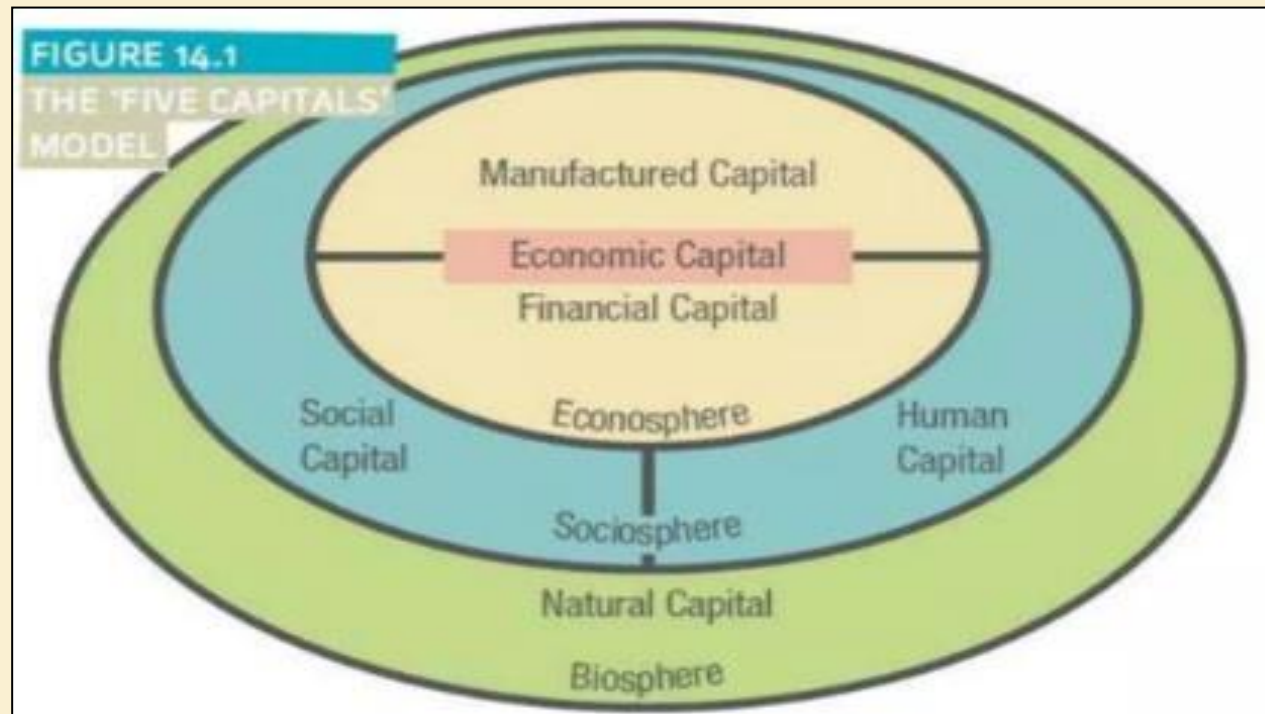 FIGURE 14.1
THE "FIVE CAPITALS"
MODEL
Manufactured Capital
Economic Capital
Financial Capital
Econosphere
Social
Capital
Human
Capital
Sociosphere
Natural Capital
Biosphere